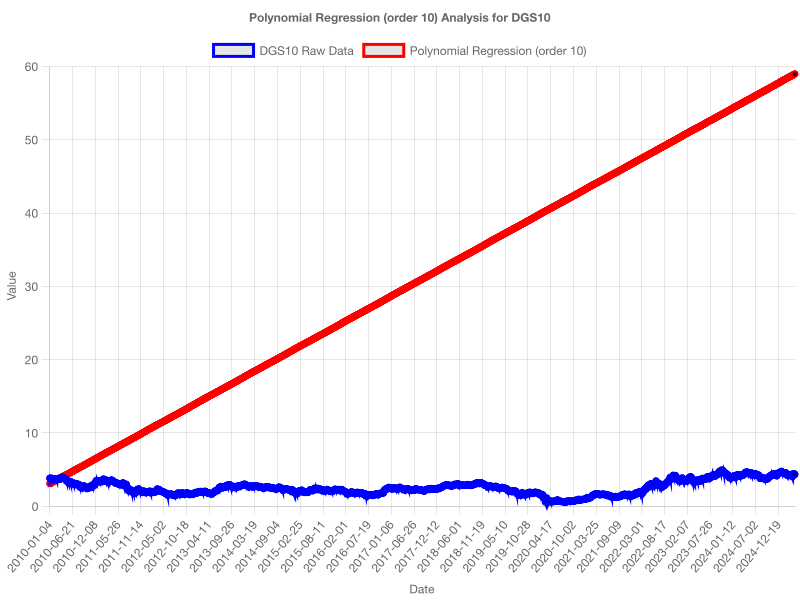 Polynomial Regression (order 10) Analysis for DGS10
DGS10 Raw Data Polynomial Regression (order 10)
60
50
40
30
20
10
0
Value
2010-01-04 2010-06-21 2010-12-08 2011-05-26 2011-11-14 2012-05-02 2012-10-18 2013-04-11 2013-09-26 2014-03-19 2014-09-04 2015-02-25 2015-08-11 2016-02-01 2016-07-19 2017-01-06 2017-06-26 2017-12-12 2018-06-01 2018-11-19 2019-05-10 2019-10-28 2020-04-15 2020-10-02 2021-03-25 2021-09-09 2022-03-01 2022-08-17 2023-02-07 2023-07-26 2024-01-12 2024-07-02 2024-12-19
Date